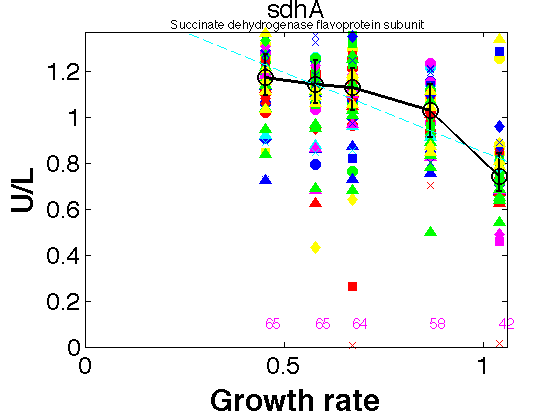 sdhA
Succinate dehydrogenase flavoprotein subunit
U/L
1.2
1
0.8
0.6
0.4
0.2
0
65 65 64 58 42
0 0.5 1
Growth rate